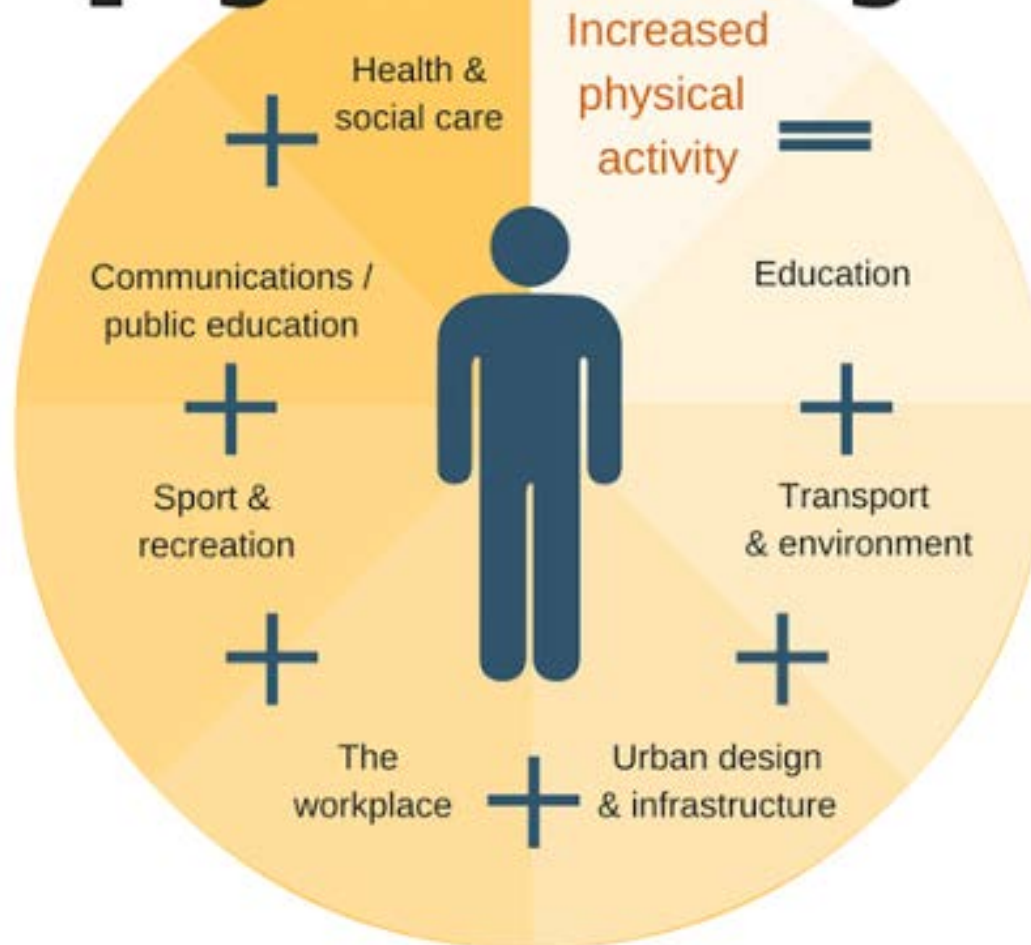 Increased
physical
activity
Health &
social care
Communications /
public education
Education
Sport &
recreation
Transport
& environment
The
workplace
Urban design
& infrastructure